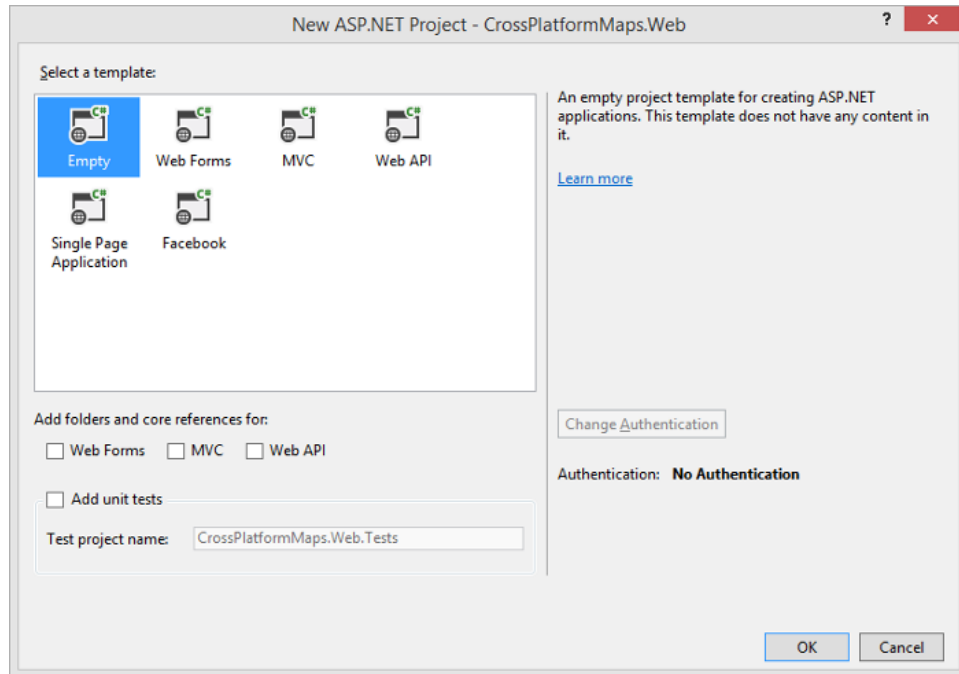 New ASP.NET Project - CrossPlatformMaps.Web
?
×
Select a template:
C# C# C# C#
Empty Web Forms MVC Web API
C# C#
Single Page Facebook
Application
An empty project template for creating ASP.NET
applications. This template does not have any content in
it.
Learn more
Add folders and core references for:
Web Forms MVC Web API
Add unit tests
Test project name: CrossPlatformMaps.Web.Tests
Change Authentication
Authentication: No Authentication
OK Cancel